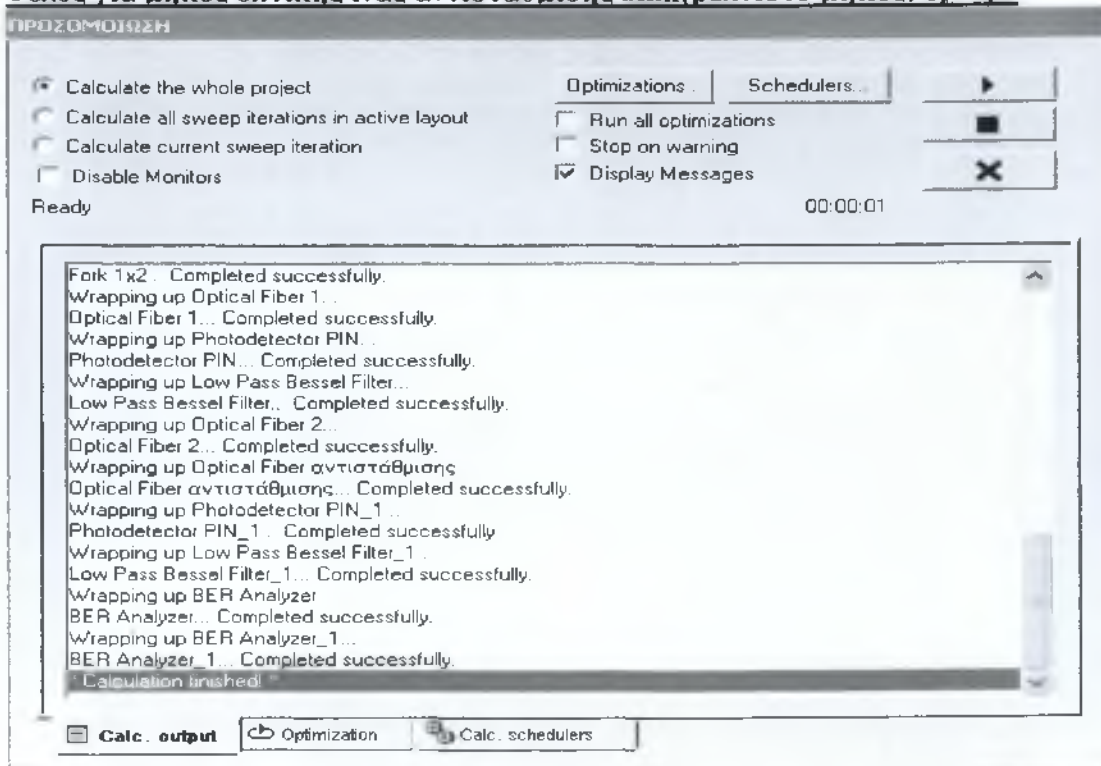 ΠΡΟΣΟΜΟΙΩΣΗ
Calculate the whole project
Optimizations .
Schedulers...
Calculate all sweep iterations in active layout
Run all optimizations
Calculate current sweep iteration
Stop on warning
Disable Monitors
Display Messages
Ready
00:00:01
Fork 1x2 . Completed successfully.
Wrapping up Optical Fiber 1. .
Optical Fiber 1... Completed successfully.
Wrapping up Photodetector PIN. .
Photodetector PIN... Completed successfully.
Wrapping up Low Pass Bessel Filter...
Low Pass Bessel Filter.. Completed successfully.
Wrapping up Optical Fiber 2...
Optical Fiber 2... Completed successfully.
Wrapping up Optical Fiber αντιστάθμισης
Optical Fiber αντιστάθμισης... Completed successfully.
Wrapping up Photodetector PIN_1 ..
Photodetector PIN_1 . Completed successfully
Wrapping up Low Pass Bessel Filter_1 .
Low Pass Bessel Filter_1... Completed successfully.
Wrapping up BER Analyzer
BER Analyzer... Completed successfully.
Wrapping up BER Analyzer_1...
BER Analyzer_1... Completed successfully.
* Calculation finished! *
Calc. output
Optimization
Calc. schedulers